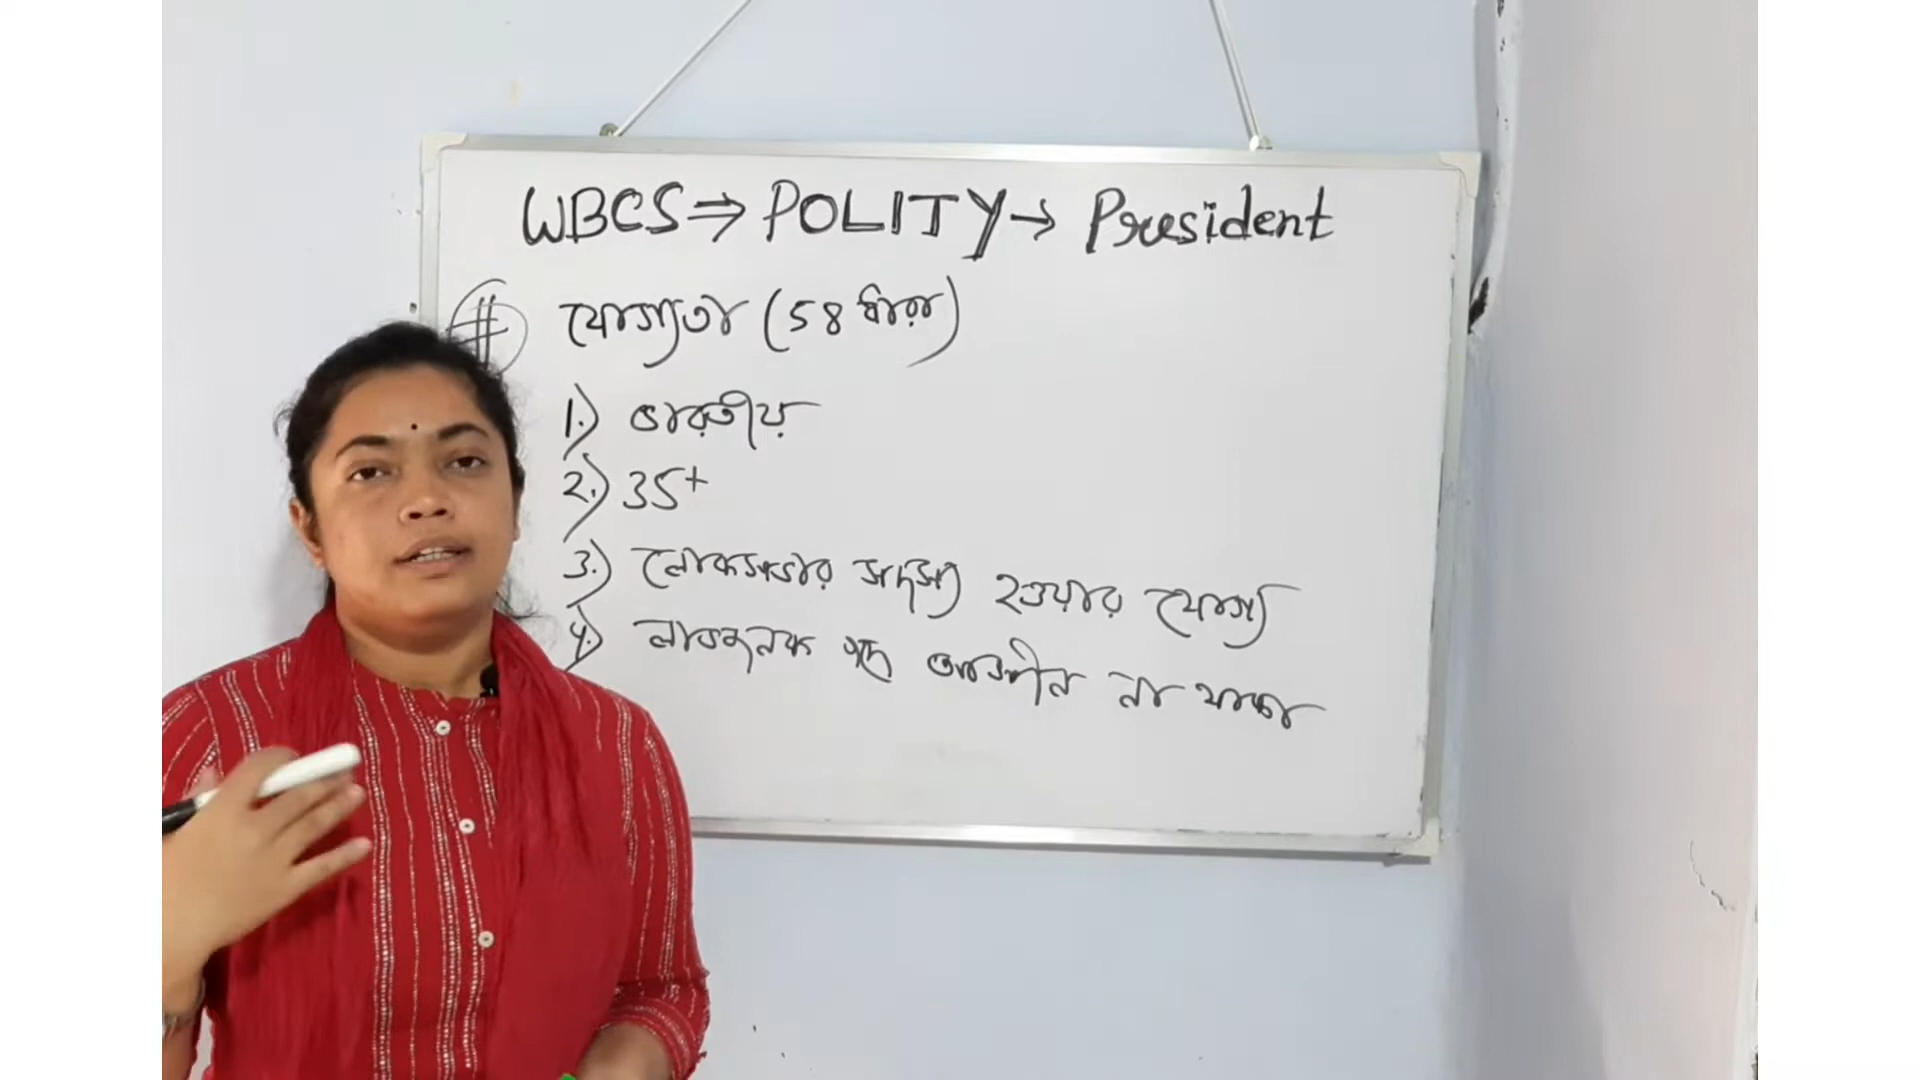 WBCS ⇒ POLITY → President
# যোগ্যতা (58 ধারা)
1.) ভারতীয়
2.) 35+
3.) লোকসভার সদস্য হওয়ার যোগ্য
4.) লাভজনক পদে আসীন না থাকা